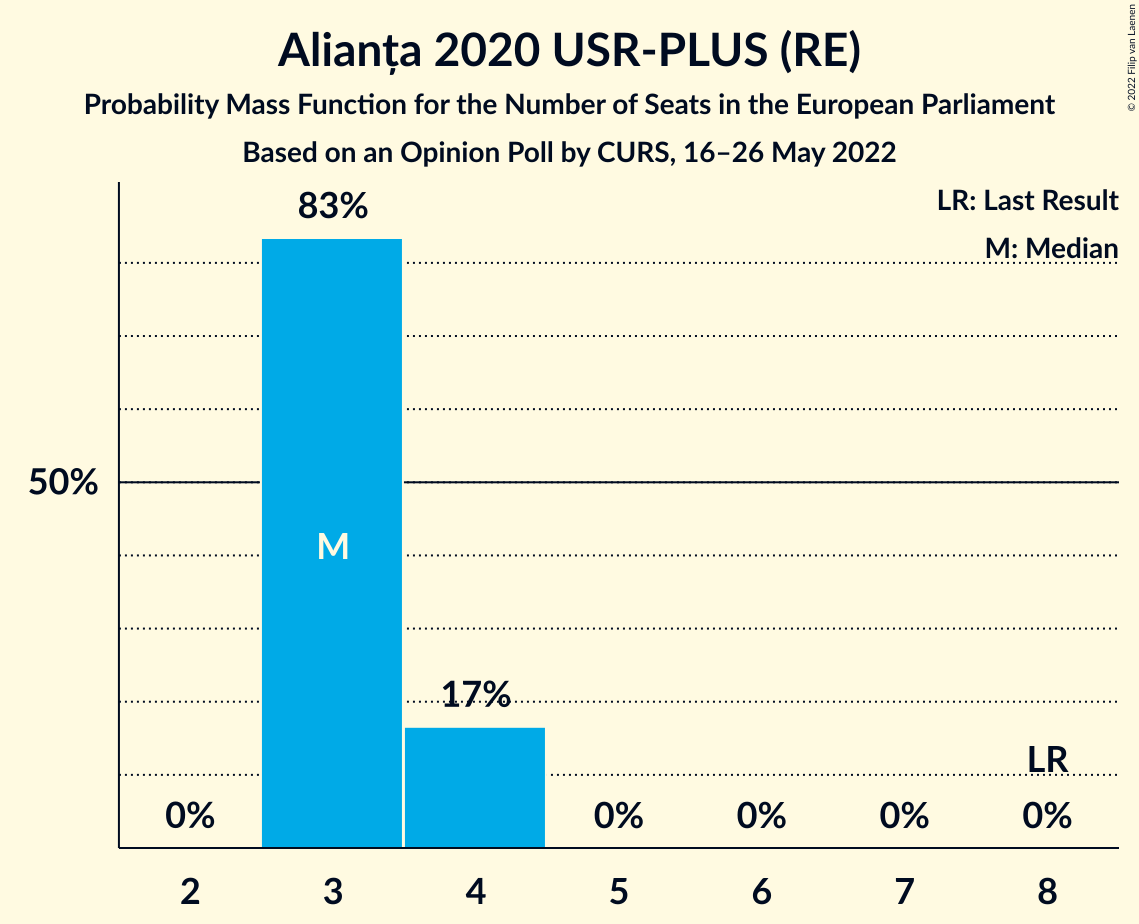 Alianța 2020 USR-PLUS (RE)
Probability Mass Function for the Number of Seats in the European Parliament
Based on an Opinion Poll by CURS, 16–26 May 2022
© 2022 Filip van Laenen
LR: Last Result
M: Median
83%
50%
M
17%
LR
0%
0%
0%
0%
0%
2
3
4
5
6
7
8